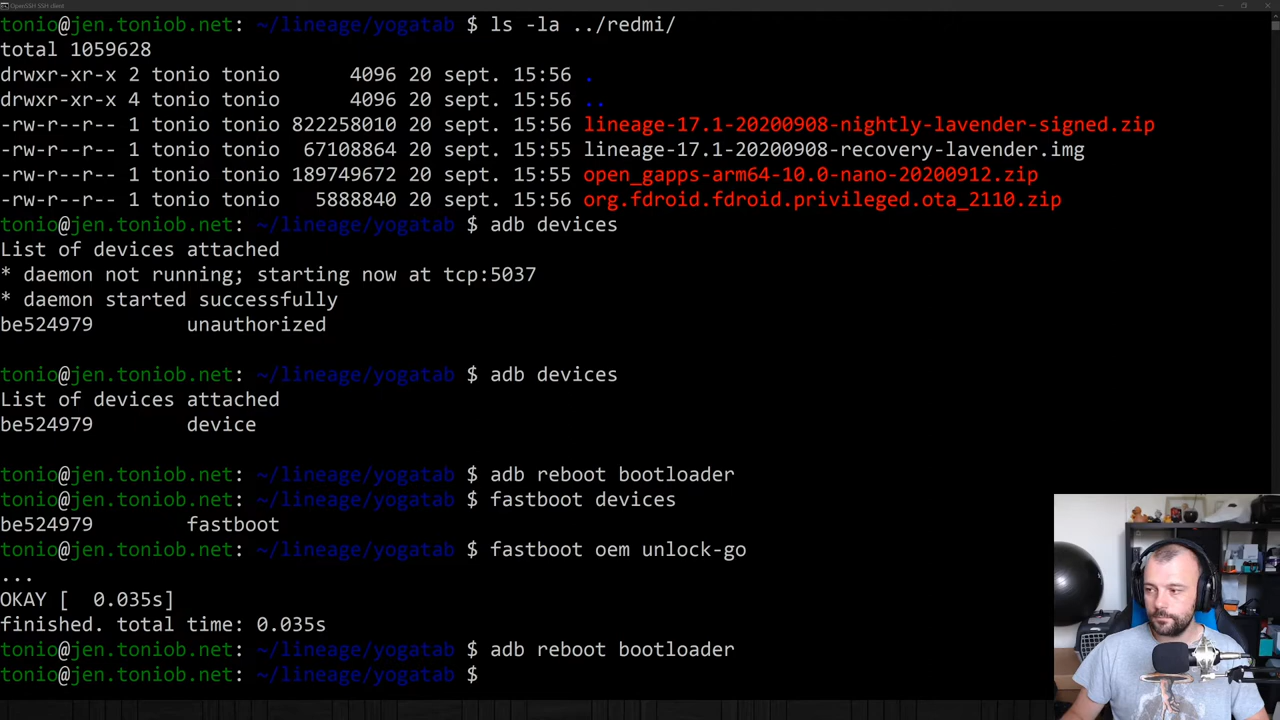 OpenSSH SSH client
tonio@jen.toniob.net: ~/lineage/yogatab $ ls -la ../redmi/
total 1059628
drwxr-xr-x 2 tonio tonio      4096 20 sept. 15:56 .
drwxr-xr-x 4 tonio tonio      4096 20 sept. 15:56 ..
-rw-r--r-- 1 tonio tonio 822258010 20 sept. 15:56 lineage-17.1-20200908-nightly-lavender-signed.zip
-rw-r--r-- 1 tonio tonio  67108864 20 sept. 15:55 lineage-17.1-20200908-recovery-lavender.img
-rw-r--r-- 1 tonio tonio 189749672 20 sept. 15:55 open_gapps-arm64-10.0-nano-20200912.zip
-rw-r--r-- 1 tonio tonio   5888840 20 sept. 15:56 org.fdroid.fdroid.privileged.ota_2110.zip
tonio@jen.toniob.net: ~/lineage/yogatab $ adb devices
List of devices attached
* daemon not running; starting now at tcp:5037
* daemon started successfully
be524979        unauthorized
tonio@jen.toniob.net: ~/lineage/yogatab $ adb devices
List of devices attached
be524979        device
tonio@jen.toniob.net: ~/lineage/yogatab $ adb reboot bootloader
tonio@jen.toniob.net: ~/lineage/yogatab $ fastboot devices
be524979        fastboot
tonio@jen.toniob.net: ~/lineage/yogatab $ fastboot oem unlock-go
...
OKAY [  0.035s]
finished. total time: 0.035s
tonio@jen.toniob.net: ~/lineage/yogatab $ adb reboot bootloader
tonio@jen.toniob.net: ~/lineage/yogatab $